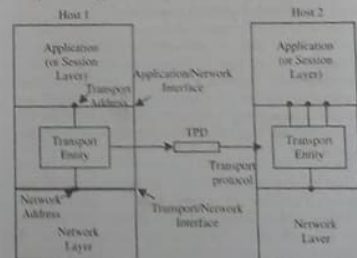 Host 1
Host 2
Application
(or Session
Layer)
Transport
Address
Application/Network
Interface
Application
(or Session
Layer)
Transport
Entity
TPD
Transport
protocol
Transport
Entity
Network
Address
Network
Layer
Transport/Network
Interface
Network
Layer